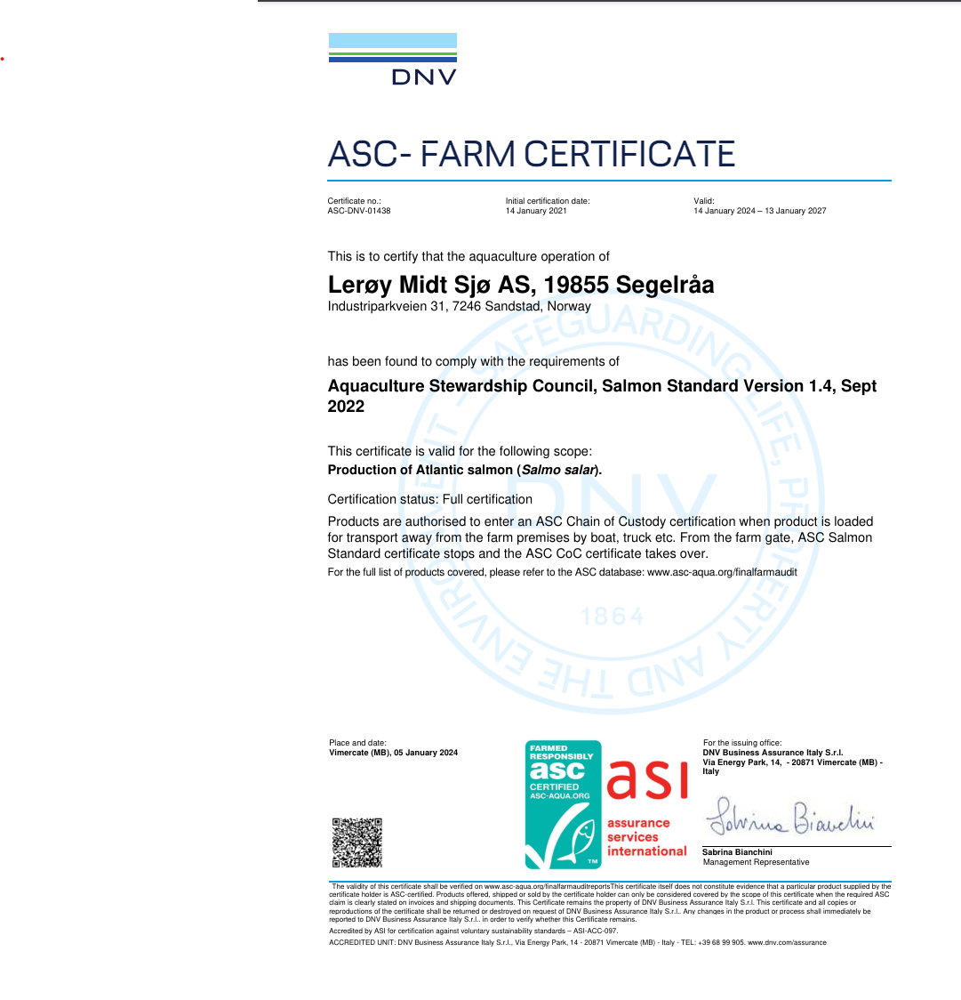 DNV
ASC- FARM CERTIFICATE
Certificate no.:
ASC-DNV-01438
Initial certification date:
14 January 2021
Valid:
14 January 2024 – 13 January 2027
This is to certify that the aquaculture operation of
Lerøy Midt Sjø AS, 19855 Segelråa
Industriparkveien 31, 7246 Sandstad, Norway
has been found to comply with the requirements of
Aquaculture Stewardship Council, Salmon Standard Version 1.4, Sept
2022
This certificate is valid for the following scope:
Production of Atlantic salmon (Salmo salar).
Certification status: Full certification
Products are authorised to enter an ASC Chain of Custody certification when product is loaded
for transport away from the farm premises by boat, truck etc. From the farm gate, ASC Salmon
Standard certificate stops and the ASC CoC certificate takes over.
For the full list of products covered, please refer to the ASC database: www.asc-aqua.org/finalfarmaudit
SAFEGUARDING LIFE, PROPERTY AND THE ENVIRONMENT –
DNV
1864
Place and date:
Vimercate (MB), 05 January 2024
FARMED
RESPONSIBLY
asc
CERTIFIED
ASC-AQUA.ORG
TM
asi
assurance
services
international
For the issuing office:
DNV Business Assurance Italy S.r.l.
Via Energy Park, 14, - 20871 Vimercate (MB) -
Italy
Sabrina Bianchini
Sabrina Bianchini
Management Representative
The validity of this certificate shall be verified on www.asc-aqua.org/finalfarmauditreportsThis certificate itself does not constitute evidence that a particular product supplied by the
certificate holder is ASC-certified. Products offered, shipped or sold by the certificate holder can only be considered covered by the scope of this certificate when the required ASC
claim is clearly stated on invoices and shipping documents. This Certificate remains the property of DNV Business Assurance Italy S.r.l. This certificate and all copies or
reproductions of the certificate shall be returned or destroyed on request of DNV Business Assurance Italy S.r.l.. Any changes in the product or process shall immediately be
reported to DNV Business Assurance Italy S.r.l.. in order to verify whether this Certificate remains.
Accredited by ASI for certification against voluntary sustainability standards – ASI-ACC-097.
ACCREDITED UNIT: DNV Business Assurance Italy S.r.l., Via Energy Park, 14 - 20871 Vimercate (MB) - Italy - TEL: +39 68 99 905. www.dnv.com/assurance